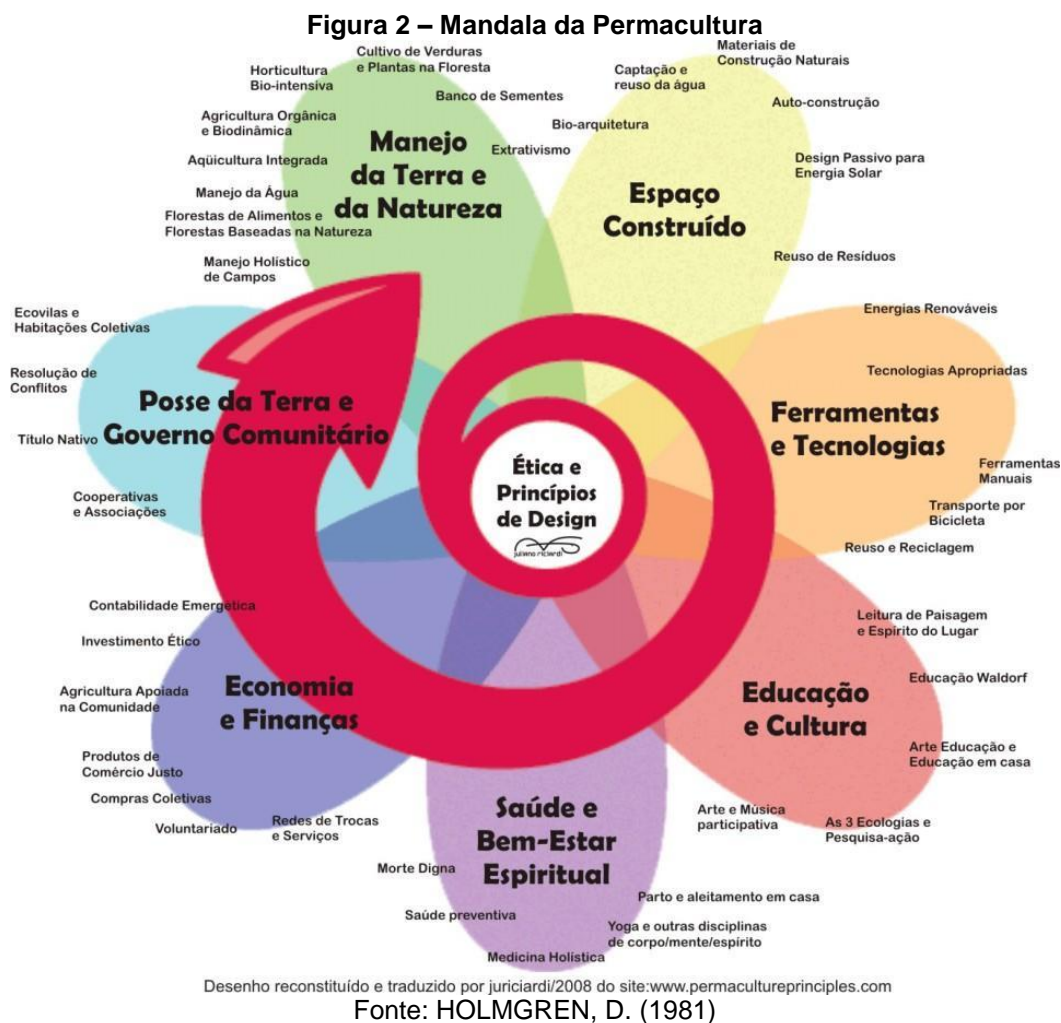 Figura 2 – Mandala da Permacultura
Cultivo de Verduras
e Plantas na Floresta
Horticultura
Bio-intensiva
Banco de Sementes
Agricultura Orgânica
e Biodinâmica
Extrativismo
Aqüicultura Integrada
Manejo da Água
Florestas de Alimentos e
Florestas Baseadas na Natureza
Manejo Holístico
de Campos
Manejo
da Terra e
da Natureza
Materiais de
Construção Naturais
Captação e
reuso da água
Auto-construção
Bio-arquitetura
Design Passivo para
Energia Solar
Reuso de Resíduos
Espaço
Construído
Energias Renováveis
Tecnologias Apropriadas
Ferramentas
e Tecnologias
Ferramentas
Manuais
Transporte por
Bicicleta
Reuso e Reciclagem
Ecovilas e
Habitações Coletivas
Resolução de
Conflitos
Posse da Terra e
Governo Comunitário
Título Nativo
Cooperativas
e Associações
Ética e
Princípios
de Design
juliano riciardi
Leitura de Paisagem
e Espírito do Lugar
Educação Waldorf
Educação
e Cultura
Arte Educação e
Educação em casa
As 3 Ecologias e
Pesquisa-ação
Arte e Música
participativa
Contabilidade Emergética
Investimento Ético
Economia
e Finanças
Agricultura Apoiada
na Comunidade
Produtos de
Comércio Justo
Compras Coletivas
Voluntariado
Redes de Trocas
e Serviços
Saúde e
Bem-Estar
Espiritual
Morte Digna
Saúde preventiva
Medicina Holística
Parto e aleitamento em casa
Yoga e outras disciplinas
de corpo/mente/espírito
Desenho reconstituído e traduzido por juriciardi/2008 do site:www.permacultureprinciples.com
Fonte: HOLMGREN, D. (1981)